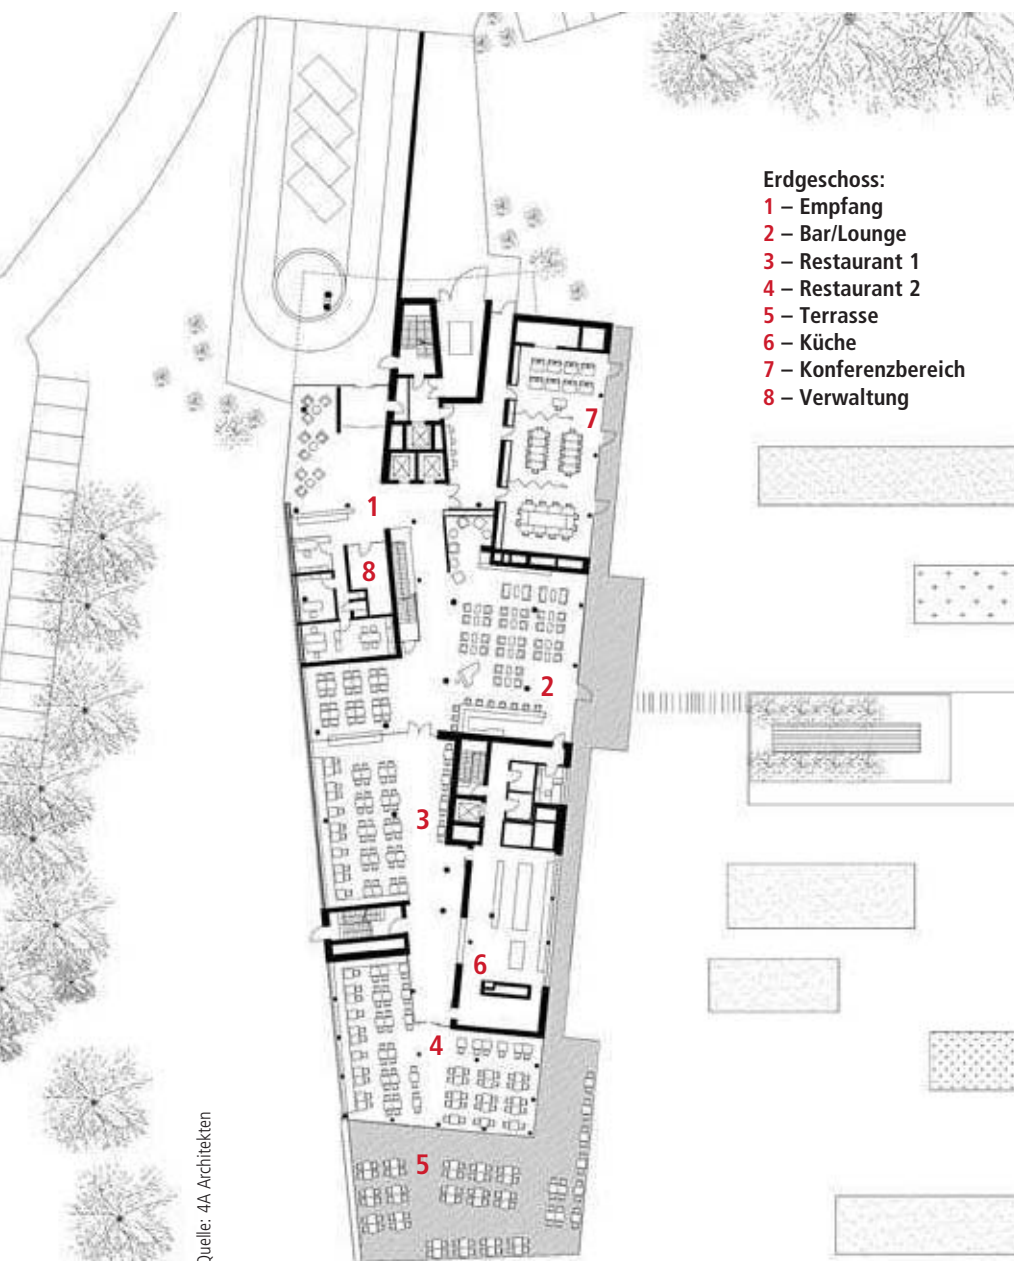 Erdgeschoss:
1 – Empfang
2 – Bar/Lounge
3 – Restaurant 1
4 – Restaurant 2
5 – Terrasse
6 – Küche
7 – Konferenzbereich
8 – Verwaltung
7
1
8
2
3
6
4
5
Quelle: 4A Architekten